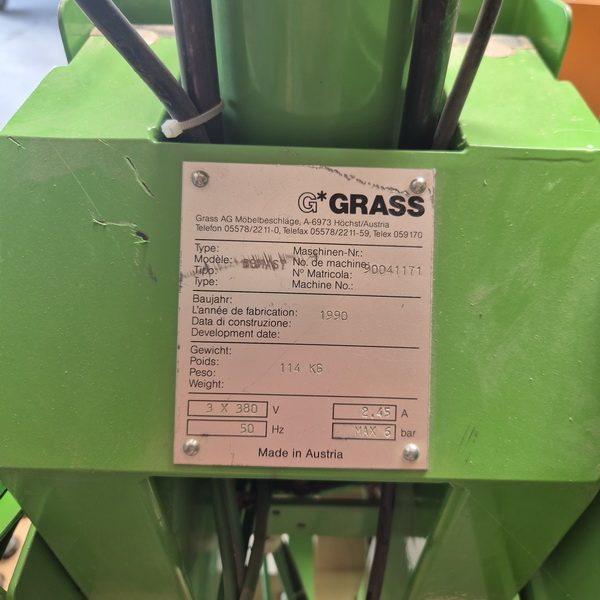 G*GRASS
Grass AG Möbelbeschläge, A-6973 Höchst/Austria
Telefon 05578/2211-0, Telefax 05578/2211-59, Telex 059170
Type:
Modèle:
Tipo:
Type:
Maschinen-Nr.:
No. de machine:
Nº Matricola:
Machine No.:
90041171
Baujahr:
L'année de fabrication:
Data di construzione:
Development date:
1990
Gewicht:
Poids:
Peso:
Weight:
114 KG
3 X 380 V 2.45 A
50 Hz MAX 6 bar
Made in Austria